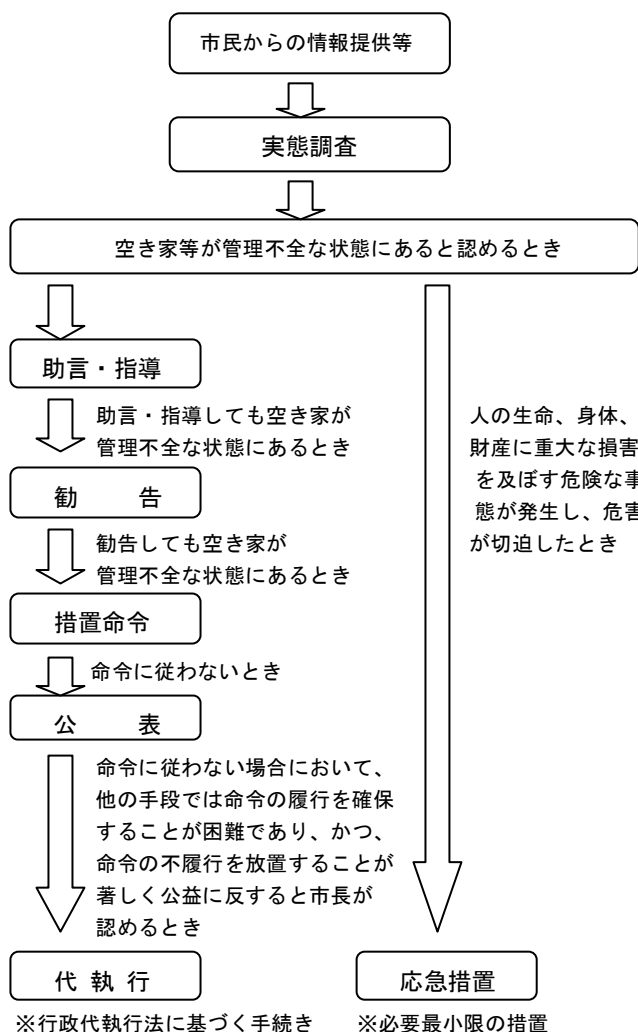 市民からの情報提供等
実態調査
空き家等が管理不全な状態にあると認めるとき
助言・指導
助言・指導しても空き家が
管理不全な状態にあるとき
勧　　告
勧告しても空き家が
管理不全な状態にあるとき
措置命令
命令に従わないとき
公　　表
命令に従わない場合において、
他の手段では命令の履行を確保
することが困難であり、かつ、
命令の不履行を放置することが
著しく公益に反すると市長が
認めるとき
代 執 行
※行政代執行法に基づく手続き
人の生命、身体、
財産に重大な損害
を及ぼす危険な事
態が発生し、危害
が切迫したとき
応急措置
※必要最小限の措置